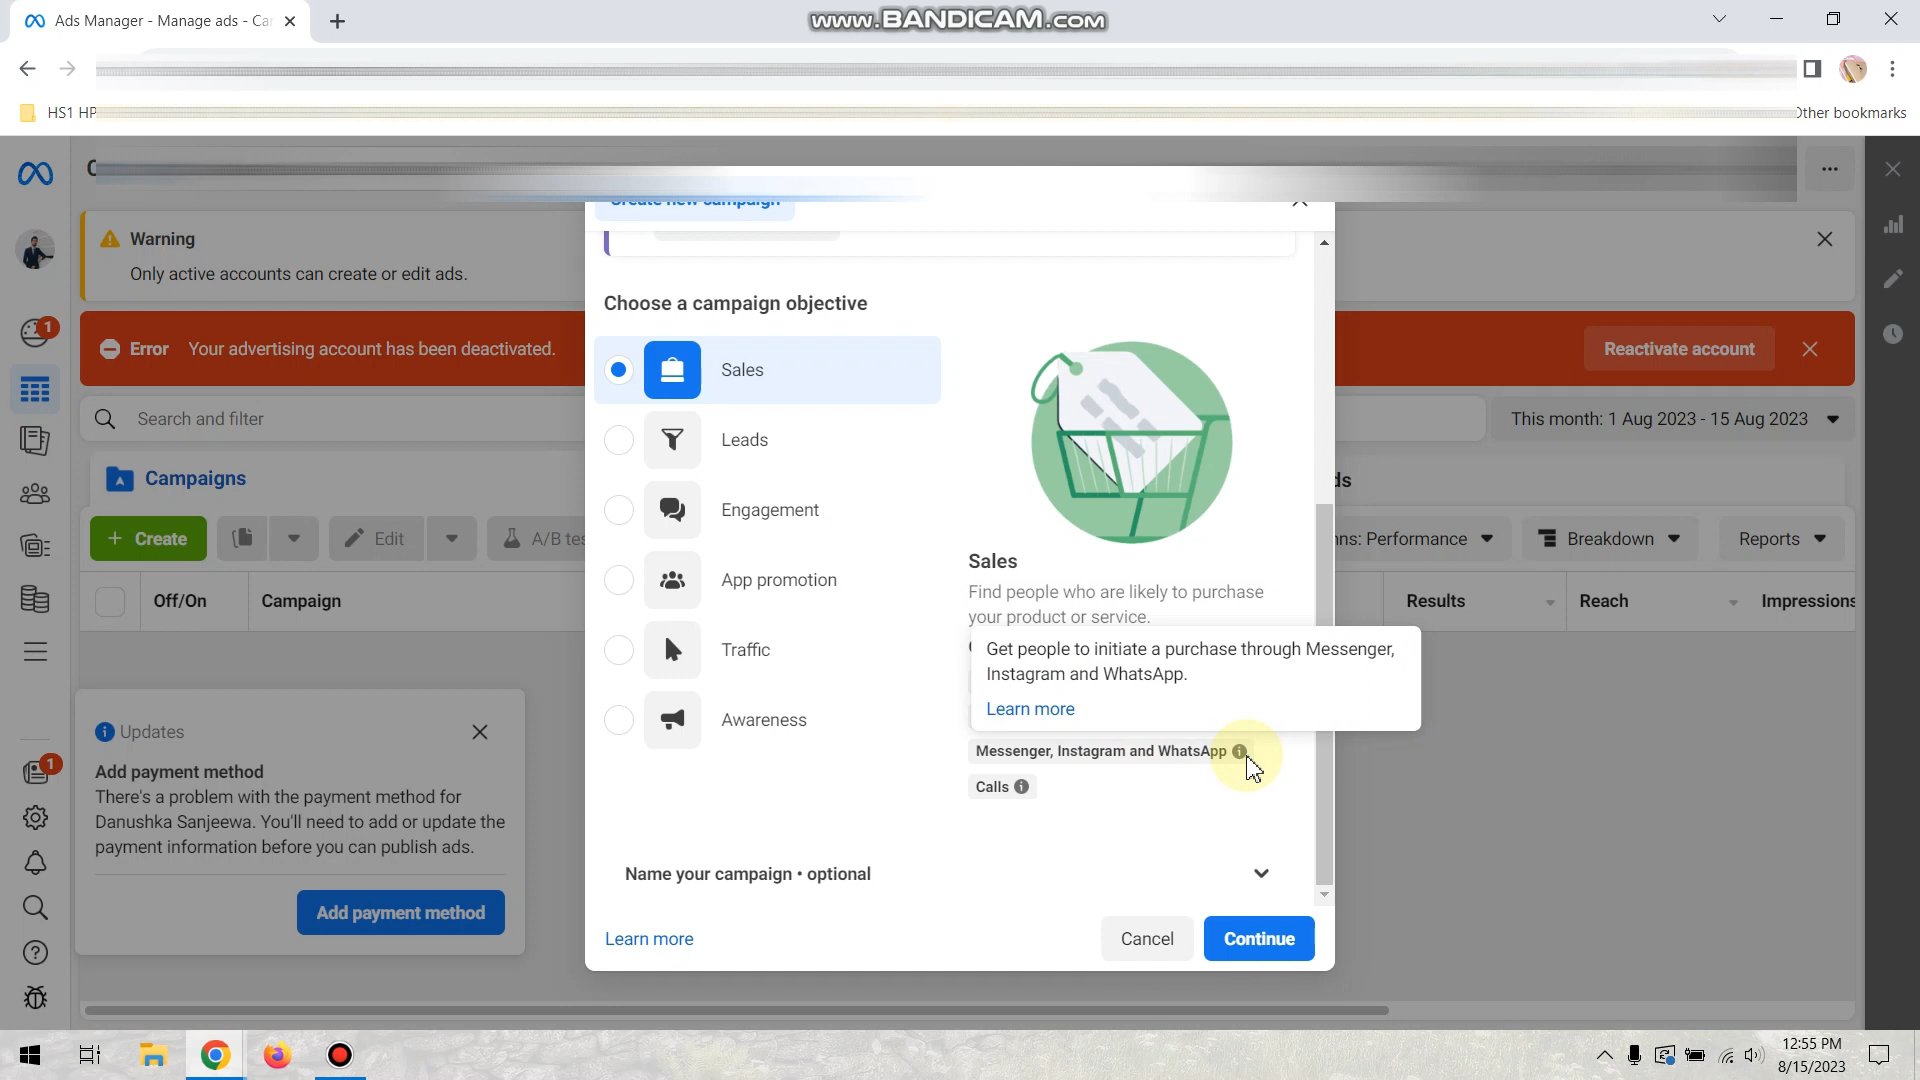 Ads Manager - Manage ads - Ca
www.BANDICAM.com
HS1 HP
Other bookmarks
C
Create new campaign
Warning
Only active accounts can create or edit ads.
Error Your advertising account has been deactivated.
Reactivate account
1
Search and filter
This month: 1 Aug 2023 - 15 Aug 2023
Campaigns
ds
+ Create
Edit
A/B tes
ns: Performance
Breakdown
Reports
Off/On
Campaign
Results
Reach
Impressions
Choose a campaign objective
Sales
Leads
Engagement
App promotion
Traffic
Awareness
Sales
Find people who are likely to purchase
your product or service.
Get people to initiate a purchase through Messenger,
Instagram and WhatsApp.
Learn more
Messenger, Instagram and WhatsApp
Calls
Name your campaign • optional
Learn more
Cancel
Continue
Updates
1
Add payment method
There's a problem with the payment method for
Danushka Sanjeewa. You'll need to add or update the
payment information before you can publish ads.
Add payment method
12:55 PM
8/15/2023